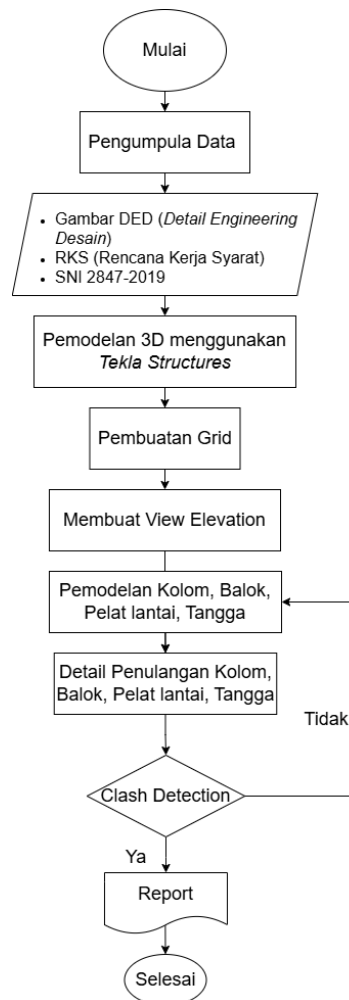 Mulai
Pengumpula Data
• Gambar DED (Detail Engineering
Desain)
• RKS (Rencana Kerja Syarat)
• SNI 2847-2019
Pemodelan 3D menggunakan
Tekla Structures
Pembuatan Grid
Membuat View Elevation
Pemodelan Kolom, Balok,
Pelat lantai, Tangga
Detail Penulangan Kolom,
Balok, Pelat lantai, Tangga
Tidak
Clash Detection
Ya
Report
Selesai